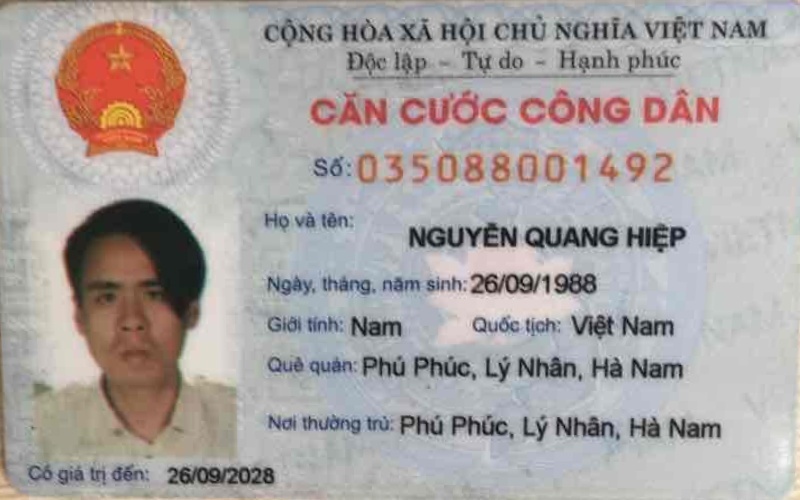 CỘNG HÒA XÃ HỘI CHỦ NGHĨA VIỆT NAM
Độc lập - Tự do - Hạnh phúc
CĂN CƯỚC CÔNG DÂN
Số: 035088001492
Họ và tên:
NGUYỄN QUANG HIỆP
Ngày, tháng, năm sinh: 26/09/1988
Giới tính: Nam Quốc tịch: Việt Nam
Quê quán: Phú Phúc, Lý Nhân, Hà Nam
Nơi thường trú: Phú Phúc, Lý Nhân, Hà Nam
Có giá trị đến: 26/09/2028